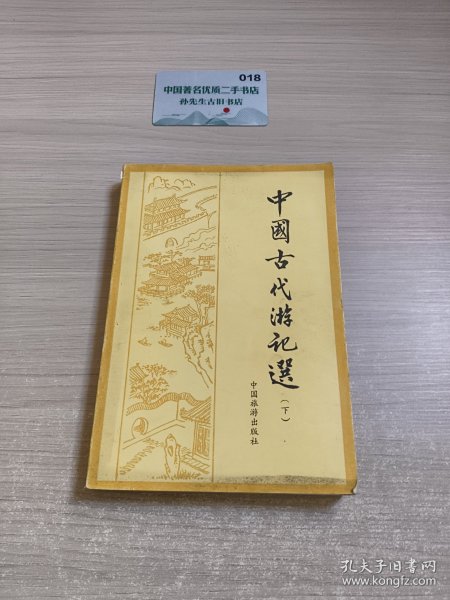 018
中国著名优质二手书店
孙先生古旧书店
中國古代游记選
（下）
中国旅游出版社
孔夫子旧书网
www.kongfz.com